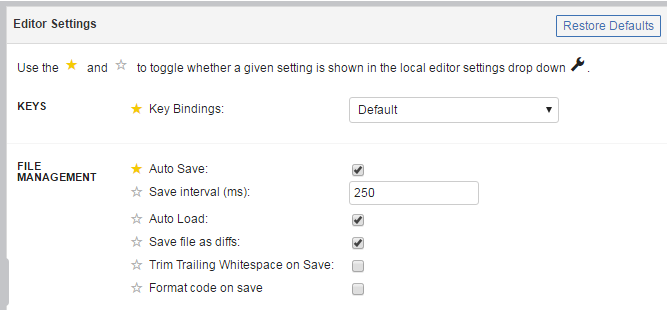 Editor Settings
Restore Defaults
Use the and to toggle whether a given setting is shown in the local editor settings drop down .
KEYS
Key Bindings:
Default
FILE
MANAGEMENT
Auto Save:
Save interval (ms):
250
Auto Load:
Save file as diffs:
Trim Trailing Whitespace on Save:
Format code on save